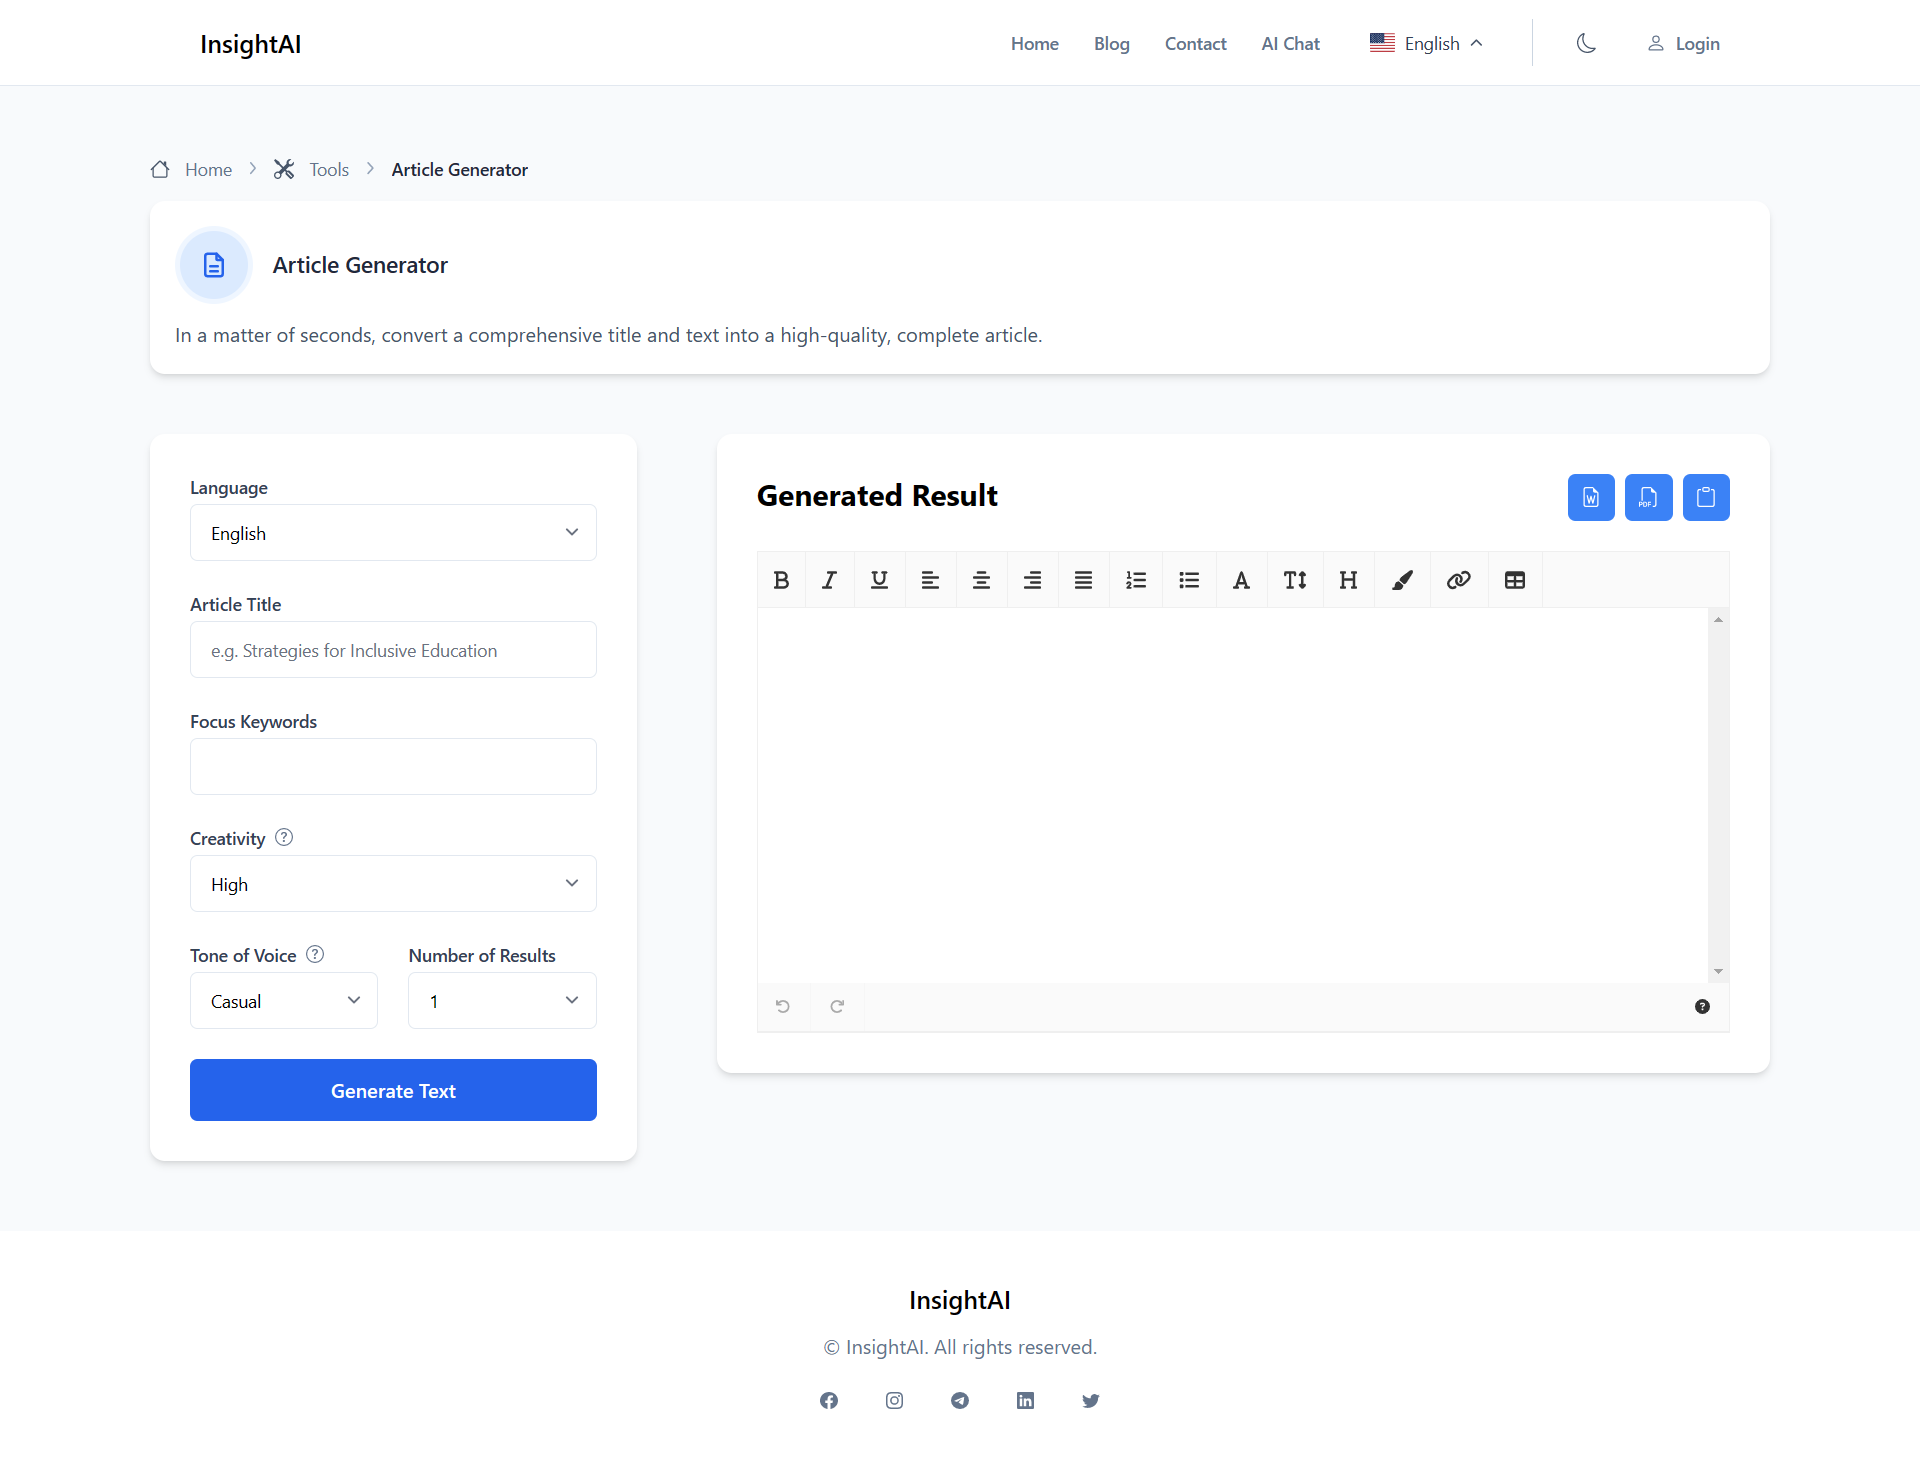 InsightAI
Home Blog Contact AI Chat English Login
Home Tools Article Generator
Article Generator
In a matter of seconds, convert a comprehensive title and text into a high-quality, complete article.
Language
English
Article Title
e.g. Strategies for Inclusive Education
Focus Keywords
Creativity ?
High
Tone of Voice ? Number of Results
Casual 1
Generate Text
Generated Result
W PDF
B I U 1 2 A T H
?
InsightAI
© InsightAI. All rights reserved.